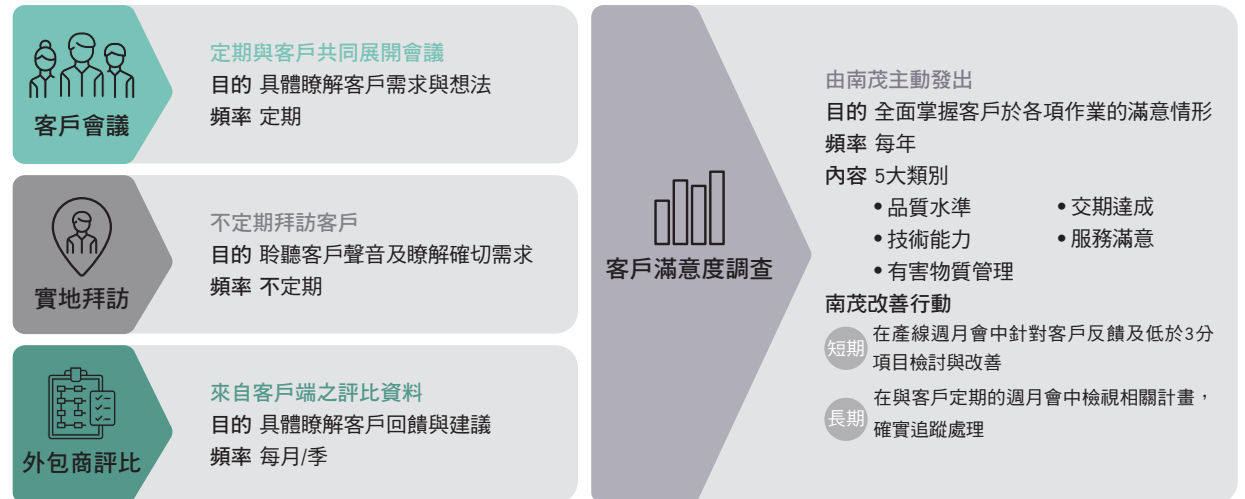 客戶會議
定期與客戶共同展開會議
目的 具體瞭解客戶需求與想法
頻率 定期
實地拜訪
不定期拜訪客戶
目的 聆聽客戶聲音及瞭解確切需求
頻率 不定期
外包商評比
來自客戶端之評比資料
目的 具體瞭解客戶回饋與建議
頻率 每月/季
客戶滿意度調查
由南茂主動發出
目的 全面掌握客戶於各項作業的滿意情形
頻率 每年
內容 5大類別
•品質水準 •交期達成
•技術能力 •服務滿意
•有害物質管理
南茂改善行動
短期 在產線週月會中針對客戶反饋及低於3分
項目檢討與改善
長期 在與客戶定期的週月會中檢視相關計畫，
確實追蹤處理